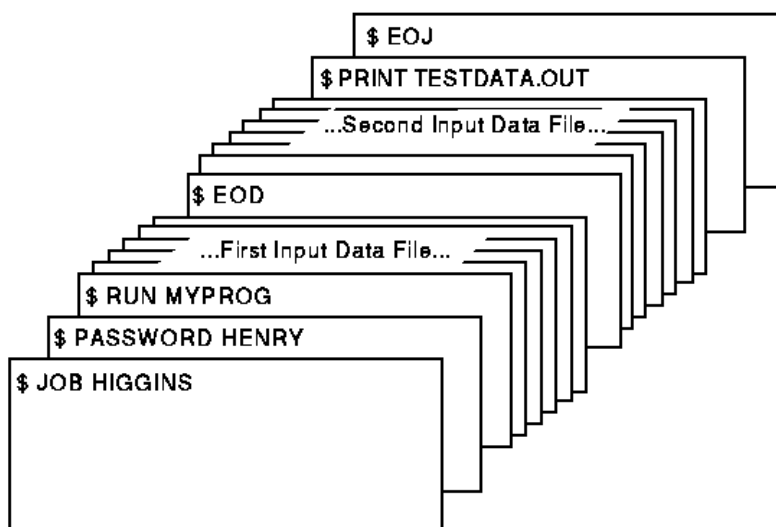 $ EOJ
$ PRINT TESTDATA.OUT
...Second Input Data File...
$ EOD
...First Input Data File...
$ RUN MYPROG
$ PASSWORD HENRY
$ JOB HIGGINS